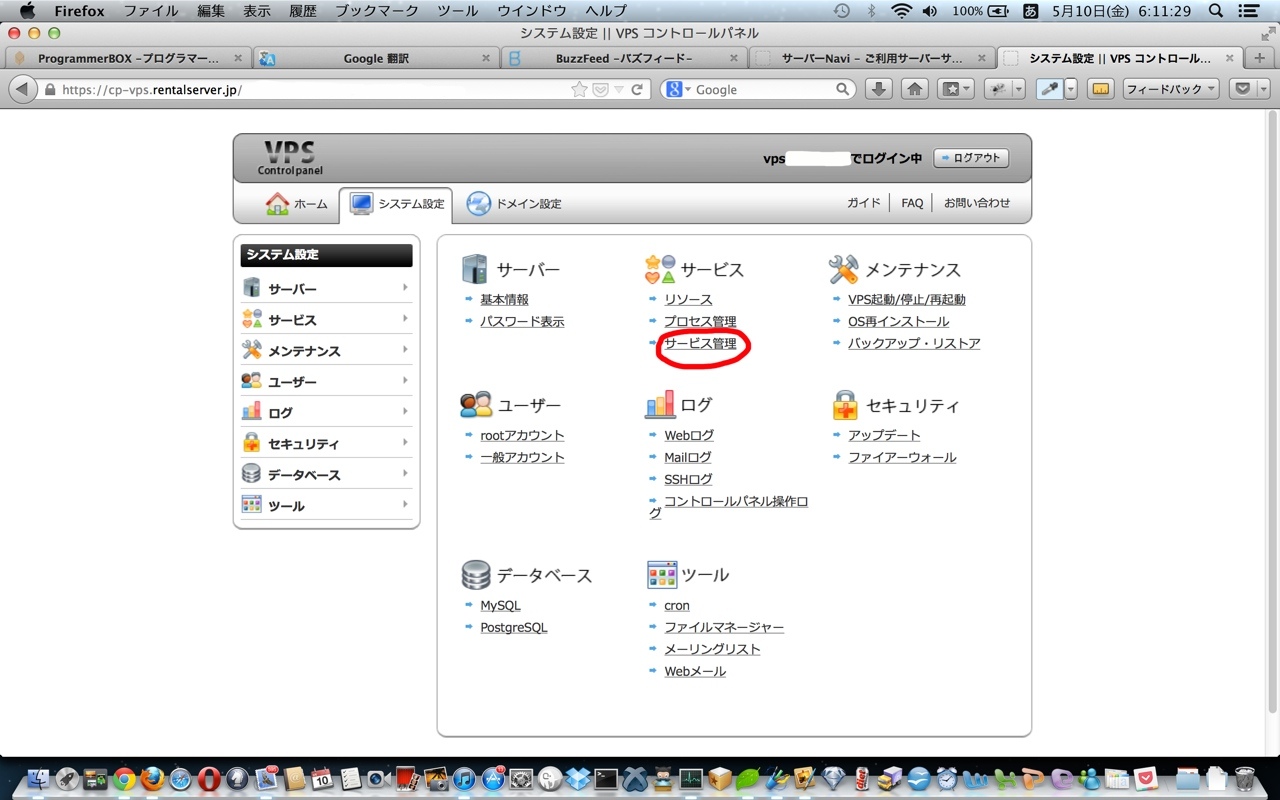 Firefox ファイル 編集 表示 履歴 ブックマーク ツール ウインドウ ヘルプ 100% あ 5月10日(金) 6:11:29
システム設定 || VPS コントロールパネル
ProgrammerBOX –プログラマー... Google 翻訳 BuzzFeed –バズフィード– サーバーNavi – ご利用サーバーサ... システム設定 || VPS コントロール...
https://cp-vps.rentalserver.jp/ Google フィードバック
VPS
Controlpanel
vps でログイン中 ログアウト
ホーム システム設定 ドメイン設定 ガイド FAQ お問い合わせ
システム設定
サーバー
サービス
メンテナンス
ユーザー
ログ
セキュリティ
データベース
ツール
サーバー
基本情報
パスワード表示
サービス
リソース
プロセス管理
サービス管理
メンテナンス
VPS起動/停止/再起動
OS再インストール
バックアップ・リストア
ユーザー
rootアカウント
一般アカウント
ログ
Webログ
Mailログ
SSHログ
コントロールパネル操作ロ
グ
セキュリティ
アップデート
ファイアーウォール
データベース
MySQL
PostgreSQL
ツール
cron
ファイルマネージャー
メーリングリスト
Webメール